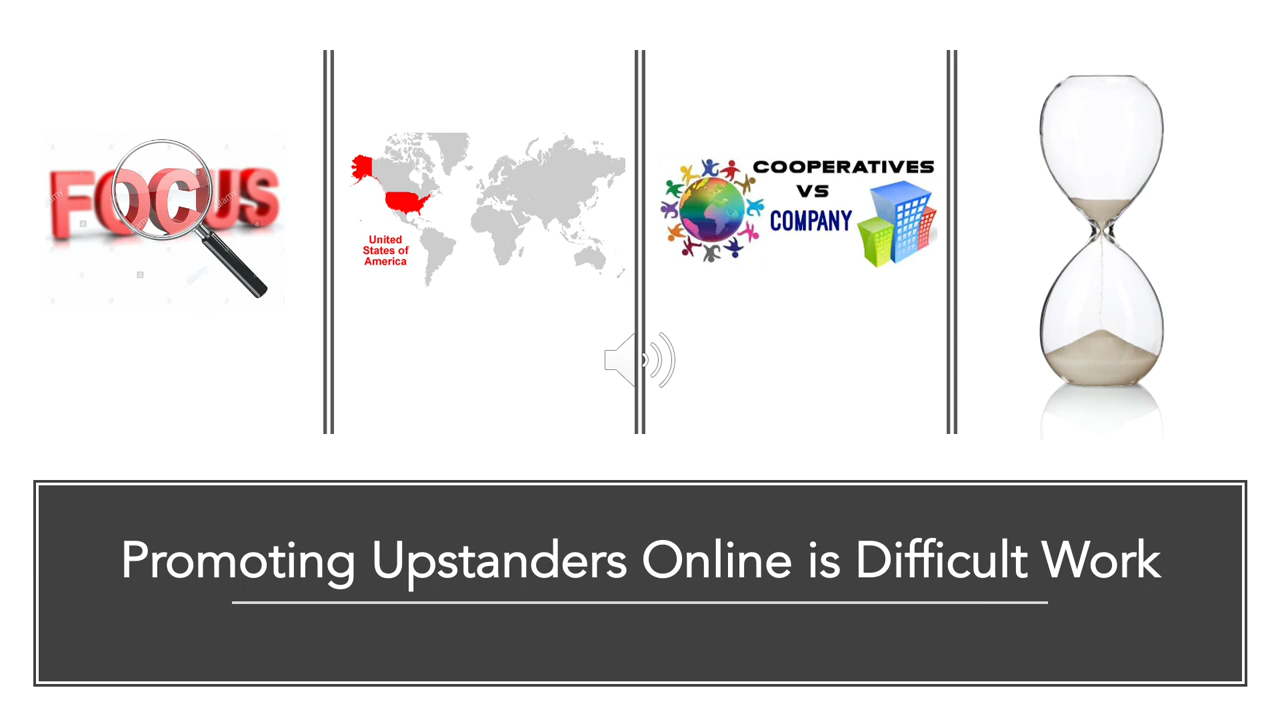 FOCUS
United
States of
America
COOPERATIVES
VS
COMPANY
Promoting Upstanders Online is Difficult Work